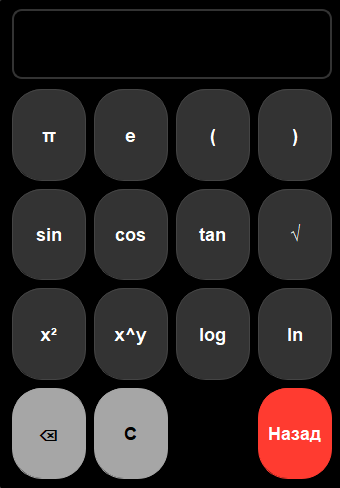 π e ( )
sin cos tan √
x² x^y log ln
⌫ C Назад